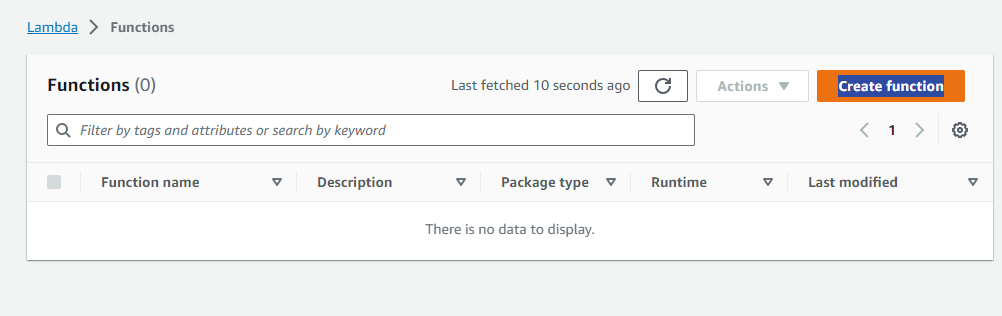 Lambda > Functions
Functions (0) Last fetched 10 seconds ago Actions Create function
Filter by tags and attributes or search by keyword 1
Function name Description Package type Runtime Last modified
There is no data to display.